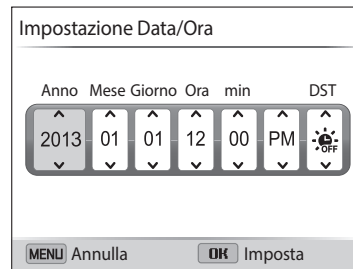 Impostazione Data/Ora
Anno Mese Giorno Ora min DST
2013 01 01 12 00 PM OFF
MENU Annulla OK Imposta